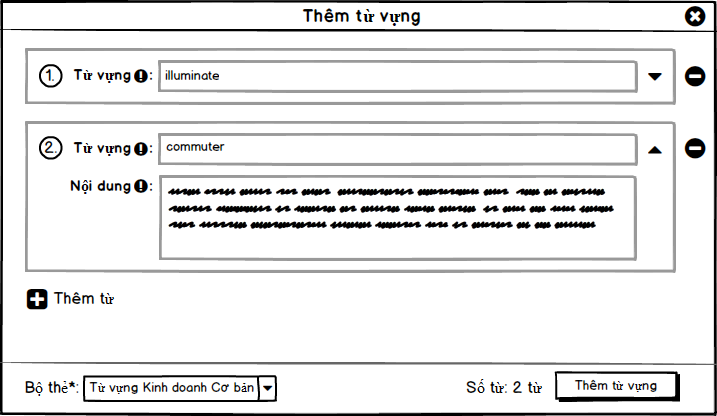 Thêm từ vựng
1. Từ vựng !: illuminate
2. Từ vựng !: commuter
Nội dung !:
Thêm từ
Bộ thẻ*: Từ vựng Kinh doanh Cơ bản
Số từ: 2 từ
Thêm từ vựng